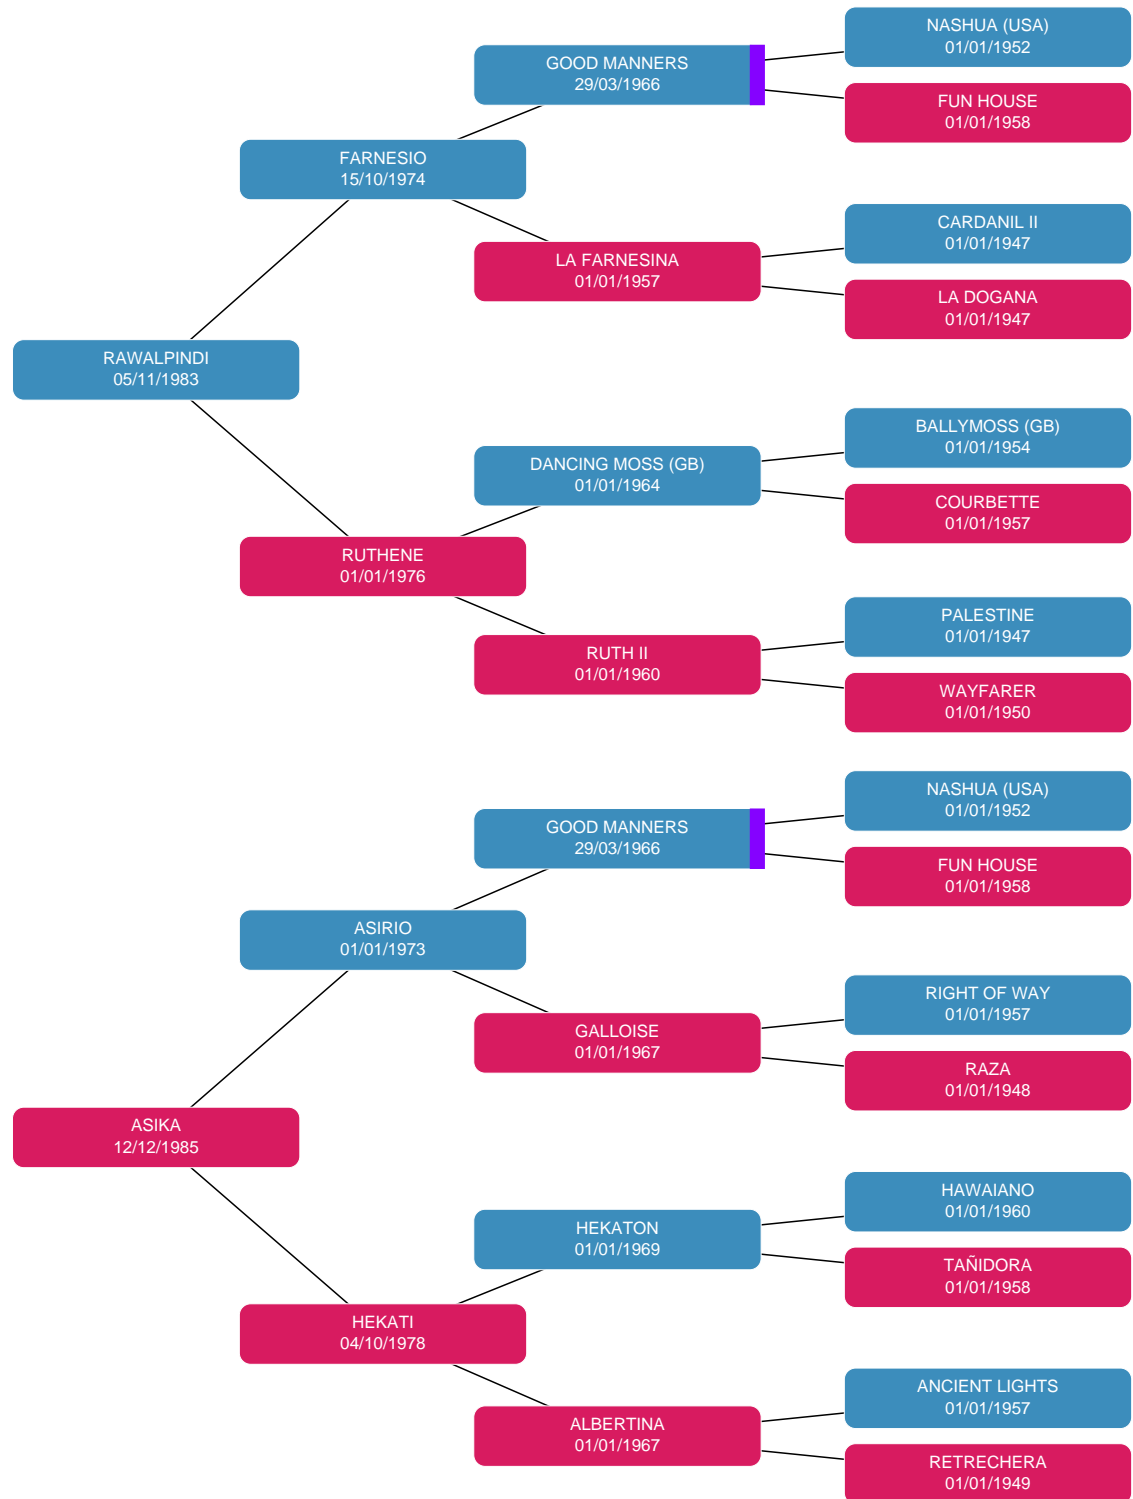 NASHUA (USA)
01/01/1952
GOOD MANNERS
29/03/1966
FUN HOUSE
01/01/1958
FARNESIO
15/10/1974
CARDANIL II
01/01/1947
LA FARNESINA
01/01/1957
LA DOGANA
01/01/1947
RAWALPINDI
05/11/1983
BALLYMOSS (GB)
01/01/1954
DANCING MOSS (GB)
01/01/1964
COURBETTE
01/01/1957
RUTHENE
01/01/1976
PALESTINE
01/01/1947
RUTH II
01/01/1960
WAYFARER
01/01/1950
NASHUA (USA)
01/01/1952
GOOD MANNERS
29/03/1966
FUN HOUSE
01/01/1958
ASIRIO
01/01/1973
RIGHT OF WAY
01/01/1957
GALLOISE
01/01/1967
RAZA
01/01/1948
ASIKA
12/12/1985
HAWAIANO
01/01/1960
HEKATON
01/01/1969
TAÑIDORA
01/01/1958
HEKATI
04/10/1978
ANCIENT LIGHTS
01/01/1957
ALBERTINA
01/01/1967
RETRECHERA
01/01/1949